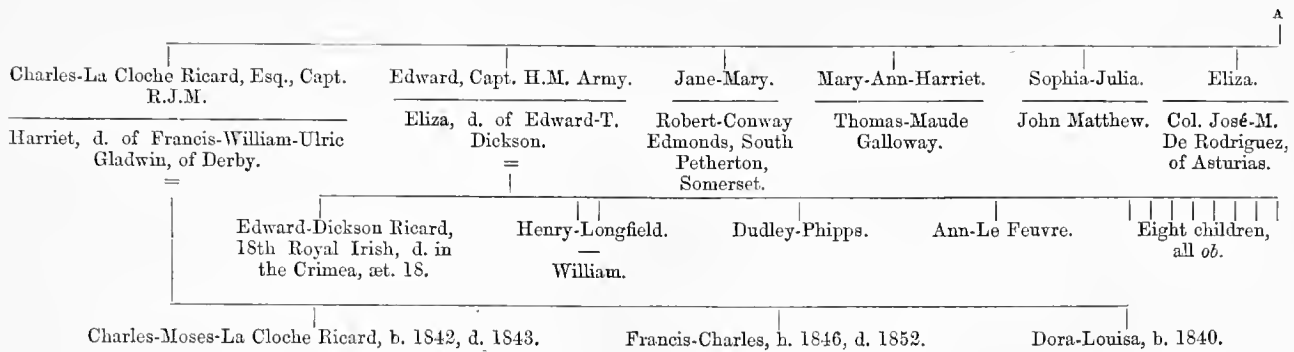 A
Charles-La Cloche Ricard, Esq., Capt.
R.J.M.
Harriet, d. of Francis-William-Ulric
Gladwin, of Derby.
=
Edward, Capt. H.M. Army.
Eliza, d. of Edward-T.
Dickson.
=
Jane-Mary.
Robert-Conway
Edmonds, South
Petherton,
Somerset.
Mary-Ann-Harriet.
Thomas-Maude
Galloway.
Sophia-Julia.
John Matthew.
Eliza.
Col. José-M.
De Rodriguez,
of Asturias.
Edward-Dickson Ricard,
18th Royal Irish, d. in
the Crimea, æt. 18.
Henry-Longfield.
—
William.
Dudley-Phipps.
Ann-Le Feuvre.
Eight children,
all ob.
Charles-Moses-La Cloche Ricard, b. 1842, d. 1843.
Francis-Charles, b. 1846, d. 1852.
Dora-Louisa, b. 1840.